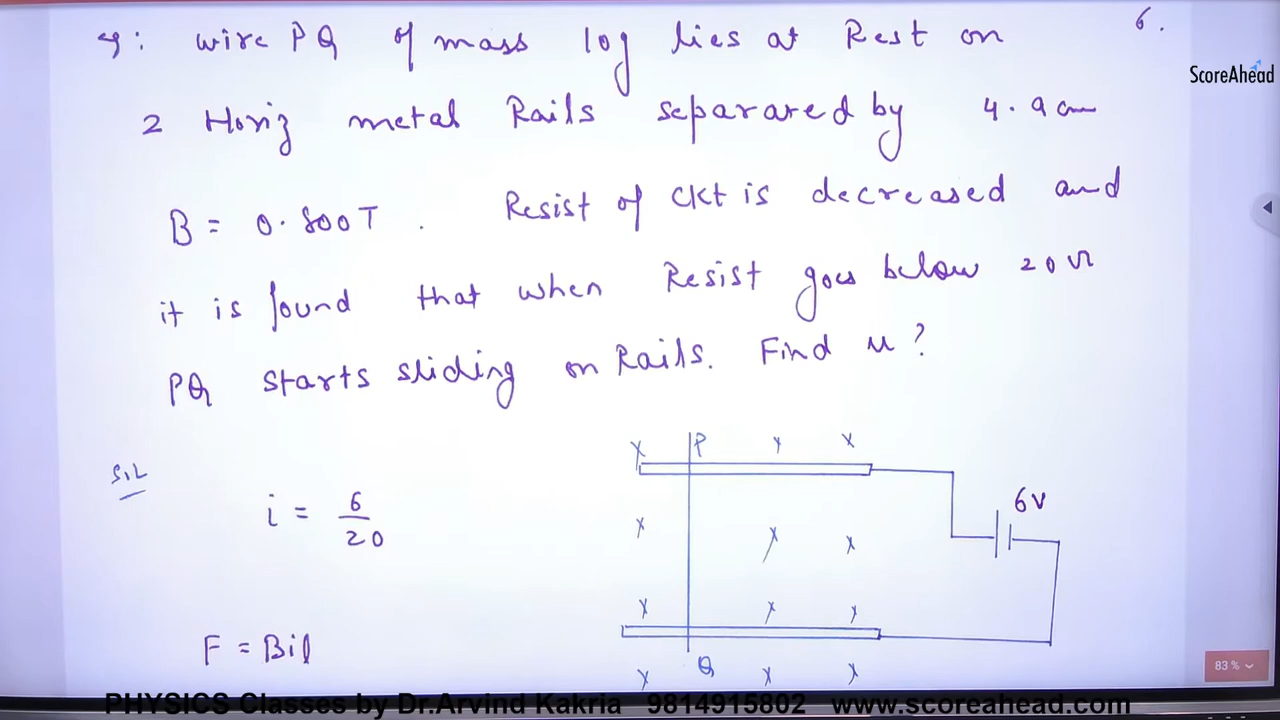 Q: wire PQ of mass 10g lies at Rest on
6.
ScoreAhead
2 Horiz metal Rails separared by 4.9cm
B = 0.800T . Resist of ckt is decreased and
it is found that when Resist goes below 20Ω
PQ starts sliding on Rails. Find μ?
Sol
i = 6/20
F = Bil
x P x x
6V
x x x
x x x
x Q x x
83%
PHYSICS Classes by Dr.Arvind Kakria 9814915802 www.scoreahead.com